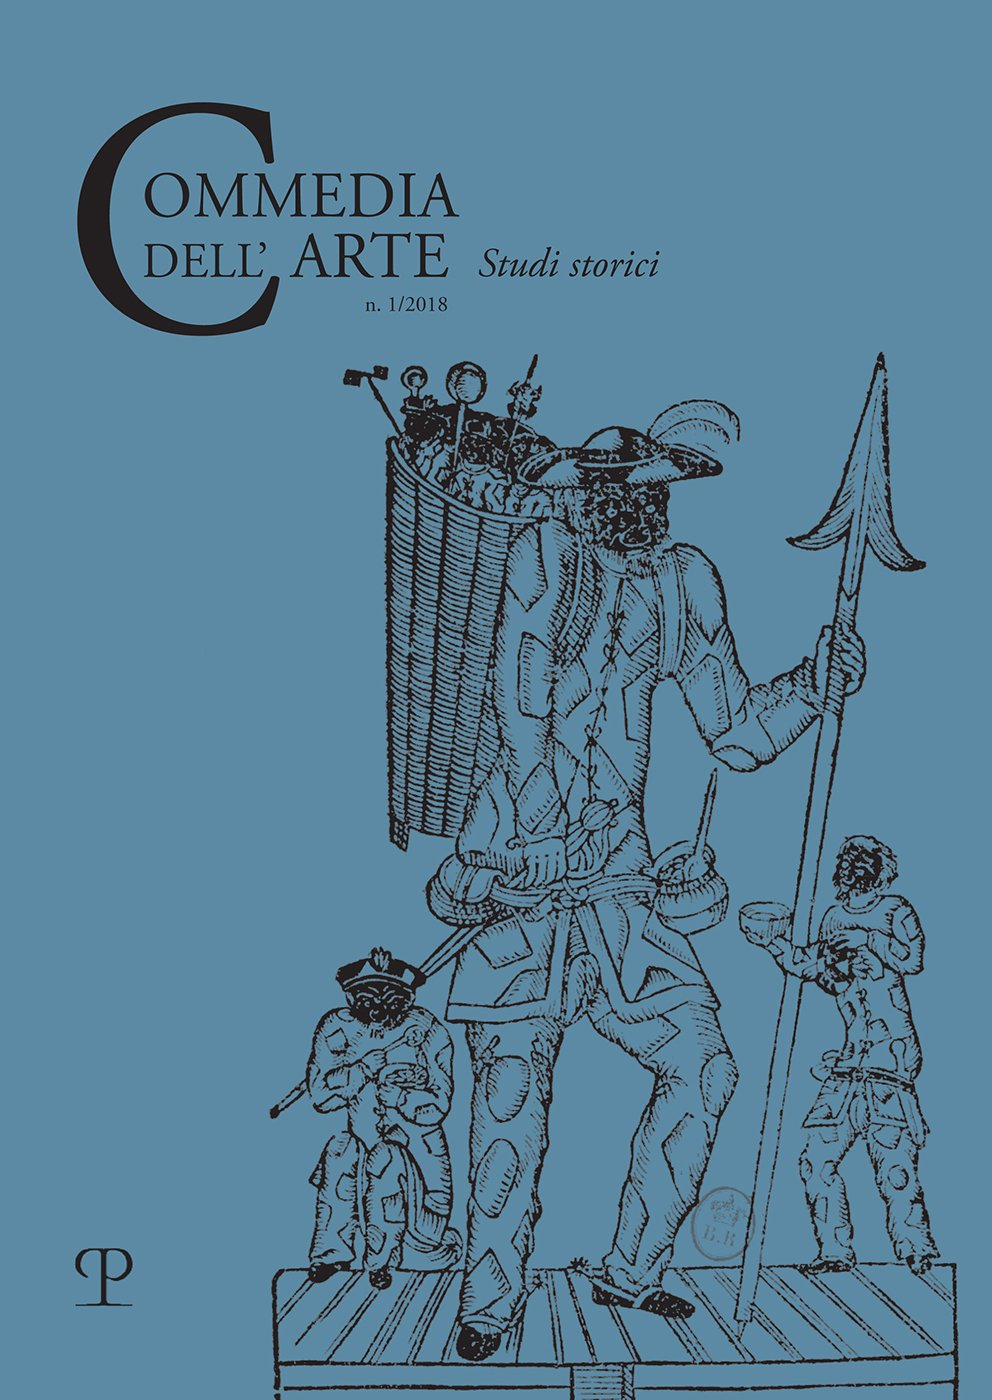 COMMEDIA
DELL' ARTE Studi storici
n. 1/2018
B. R